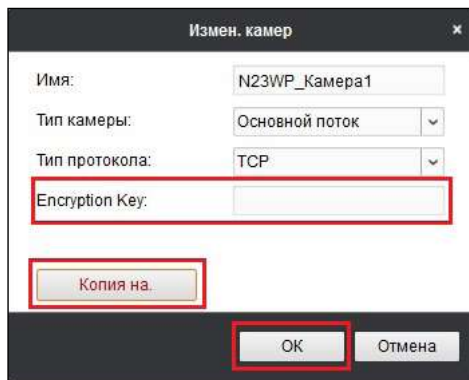 Измен. камер ×
Имя: N23WP_Камера1
Тип камеры: Основной поток
Тип протокола: TCP
Encryption Key:
Копия на.
OK Отмена